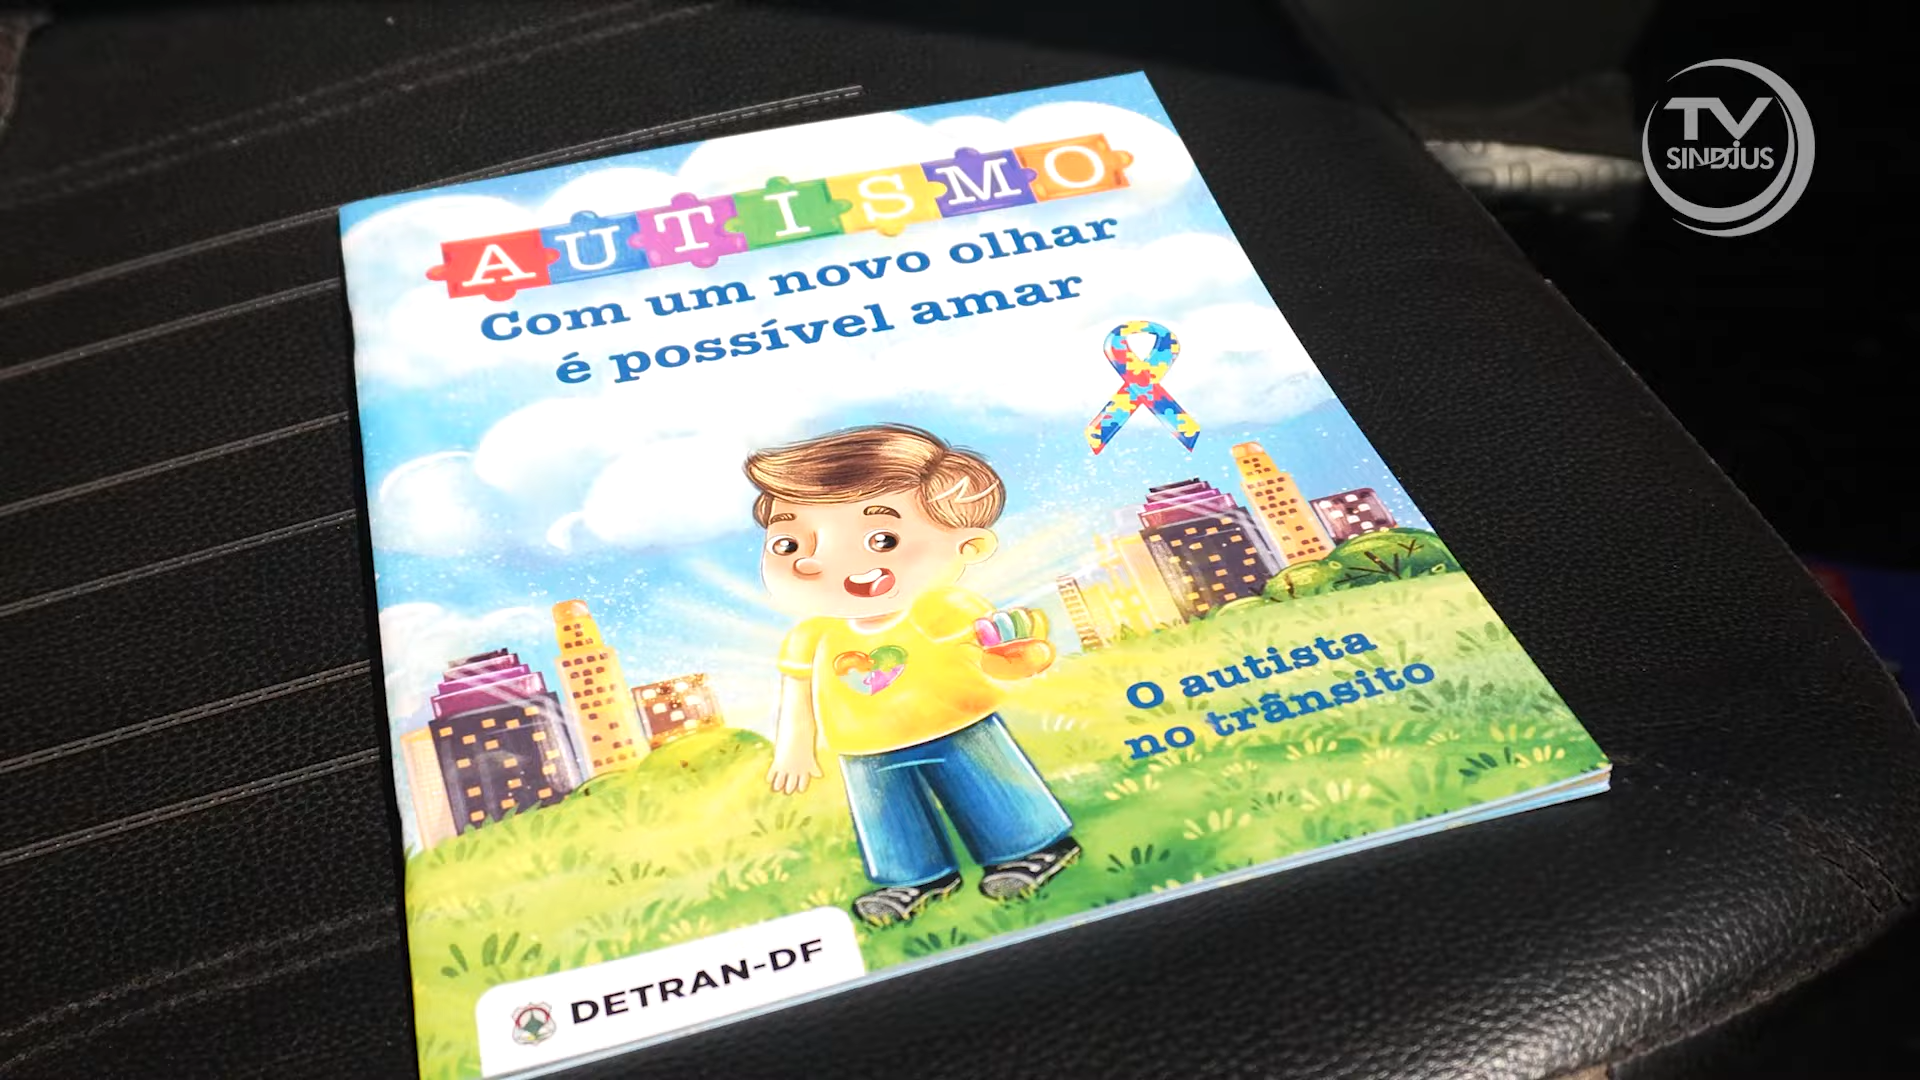 TV
SINDJUS
AUTISMO
Com um novo olhar
é possível amar
O autista
no trânsito
DETRAN-DF